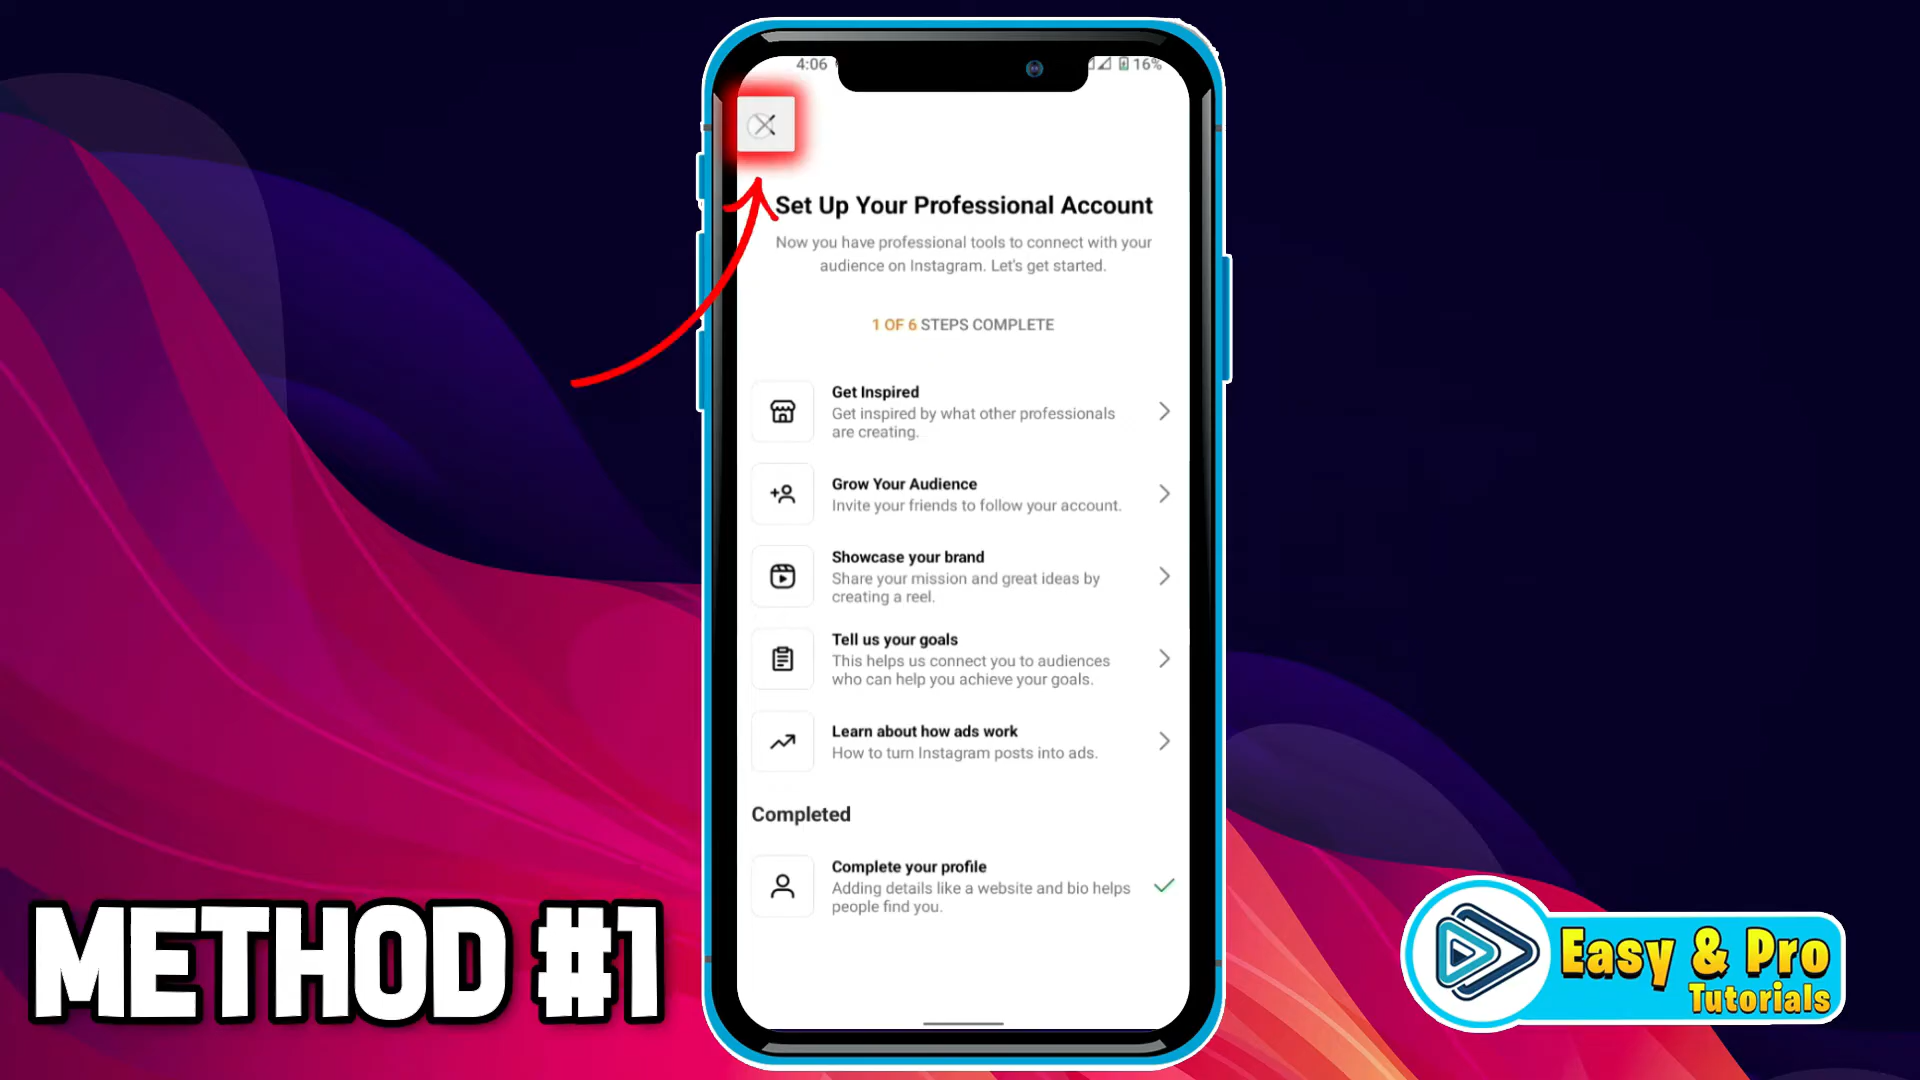 4:06
16%
Set Up Your Professional Account
Now you have professional tools to connect with your
audience on Instagram. Let's get started.
1 OF 6 STEPS COMPLETE
Get Inspired
Get inspired by what other professionals
are creating.
Grow Your Audience
Invite your friends to follow your account.
Showcase your brand
Share your mission and great ideas by
creating a reel.
Tell us your goals
This helps us connect you to audiences
who can help you achieve your goals.
Learn about how ads work
How to turn Instagram posts into ads.
Completed
Complete your profile
Adding details like a website and bio helps
people find you.
METHOD #1
Easy & Pro
Tutorials